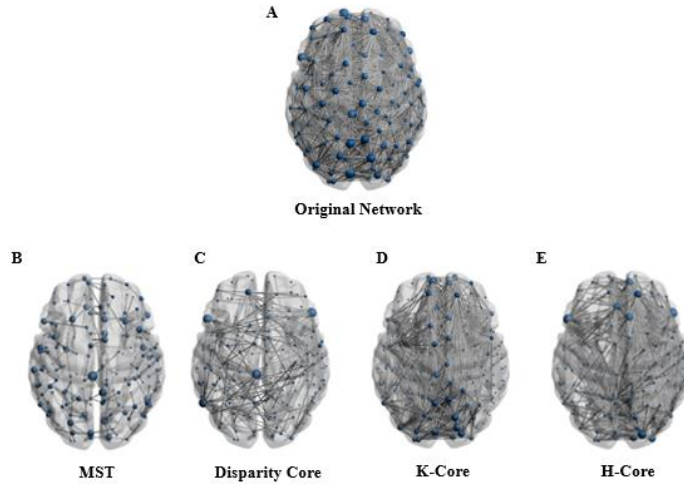 A
Original Network
B
C
D
E
MST
Disparity Core
K-Core
H-Core